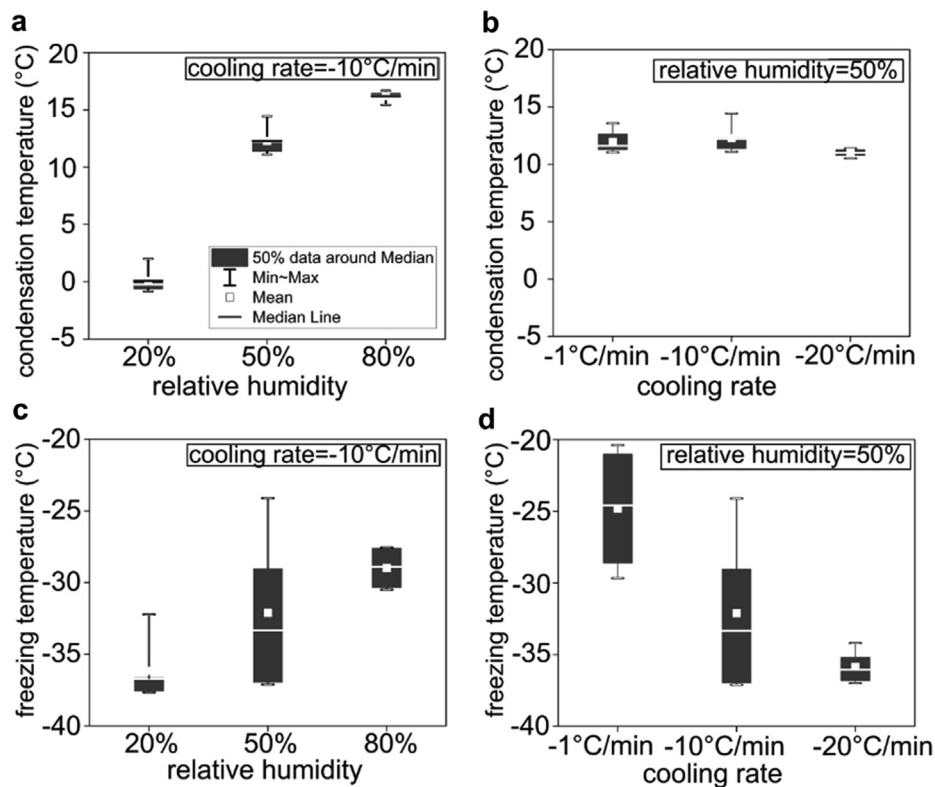 a
condensation temperature (°C)
20
15
10
5
0
-5
cooling rate=-10°C/min
50% data around Median
Min~Max
Mean
Median Line
20% 50% 80%
relative humidity
b
condensation temperature (°C)
20
15
10
5
0
-5
relative humidity=50%
-1°C/min -10°C/min -20°C/min
cooling rate
c
freezing temperature (°C)
-20
-25
-30
-35
-40
cooling rate=-10°C/min
20% 50% 80%
relative humidity
d
freezing temperature (°C)
-20
-25
-30
-35
-40
relative humidity=50%
-1°C/min -10°C/min -20°C/min
cooling rate